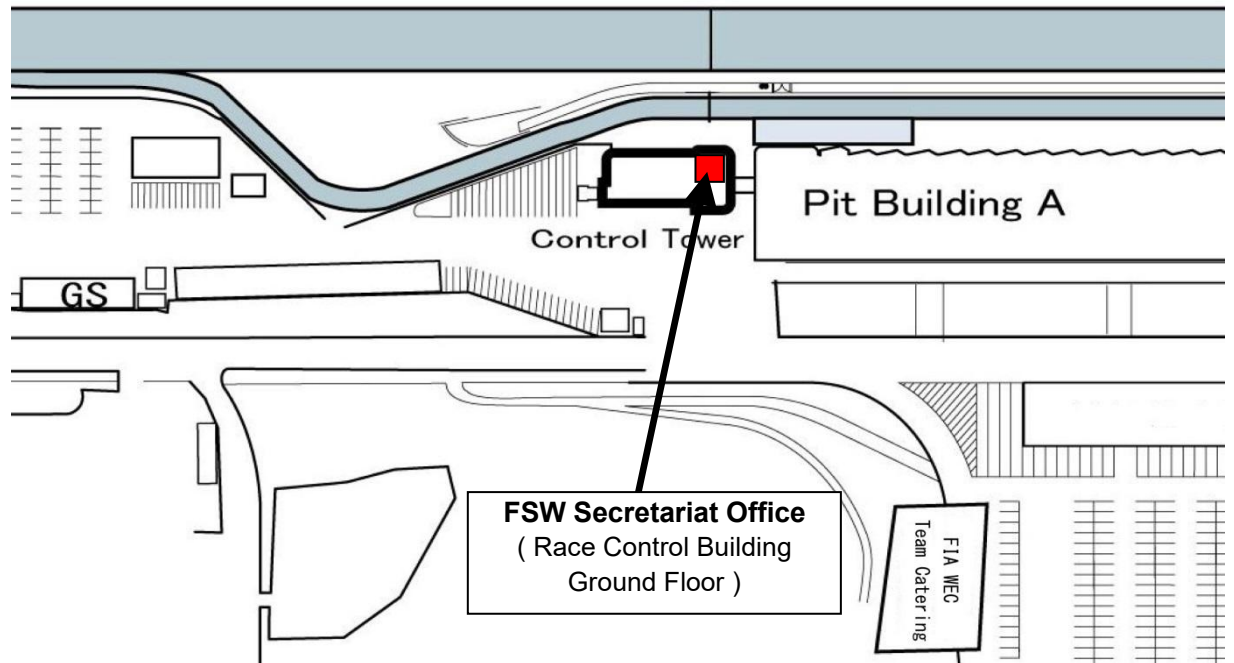 Pit Building A
Control Tower
GS
FSW Secretariat Office
( Race Control Building
Ground Floor )
FIA WEC
Team Catering